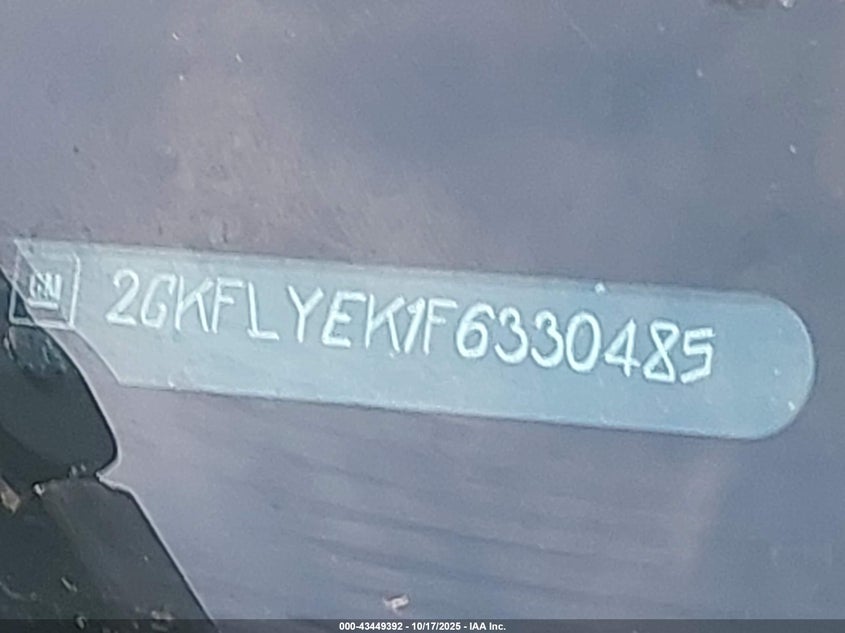 GM
2GKFLYEK1F6330485
000-43449392 - 10/17/2025 - IAA Inc.